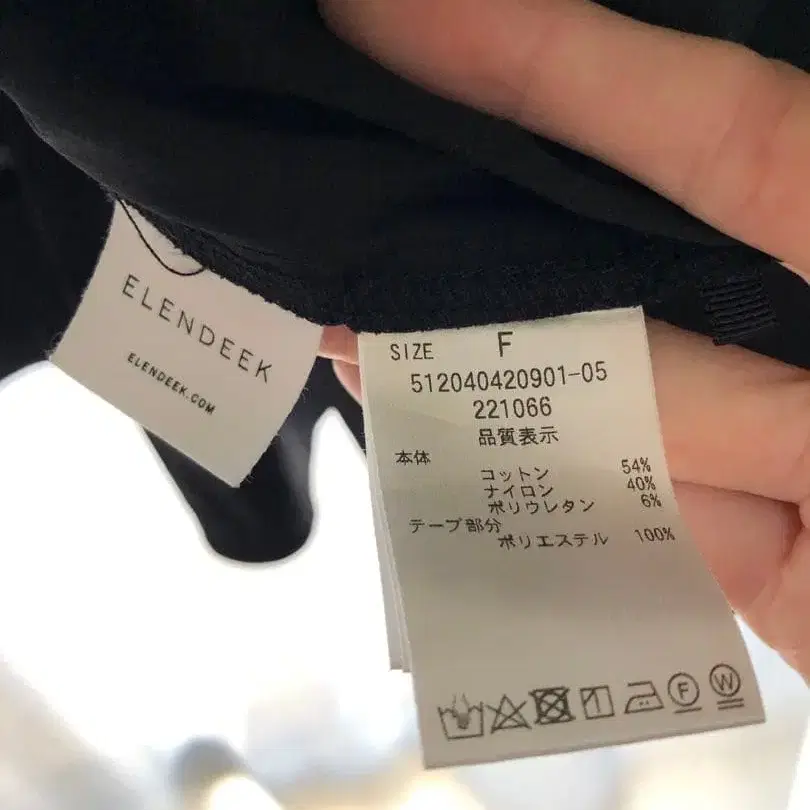 ELENDEEK
ELENDEEK.COM
SIZE F
512040420901-05
221066
品質表示
本体
コットン 54%
ナイロン 40%
ポリウレタン 6%
テープ部分
ポリエステル 100%
F
W